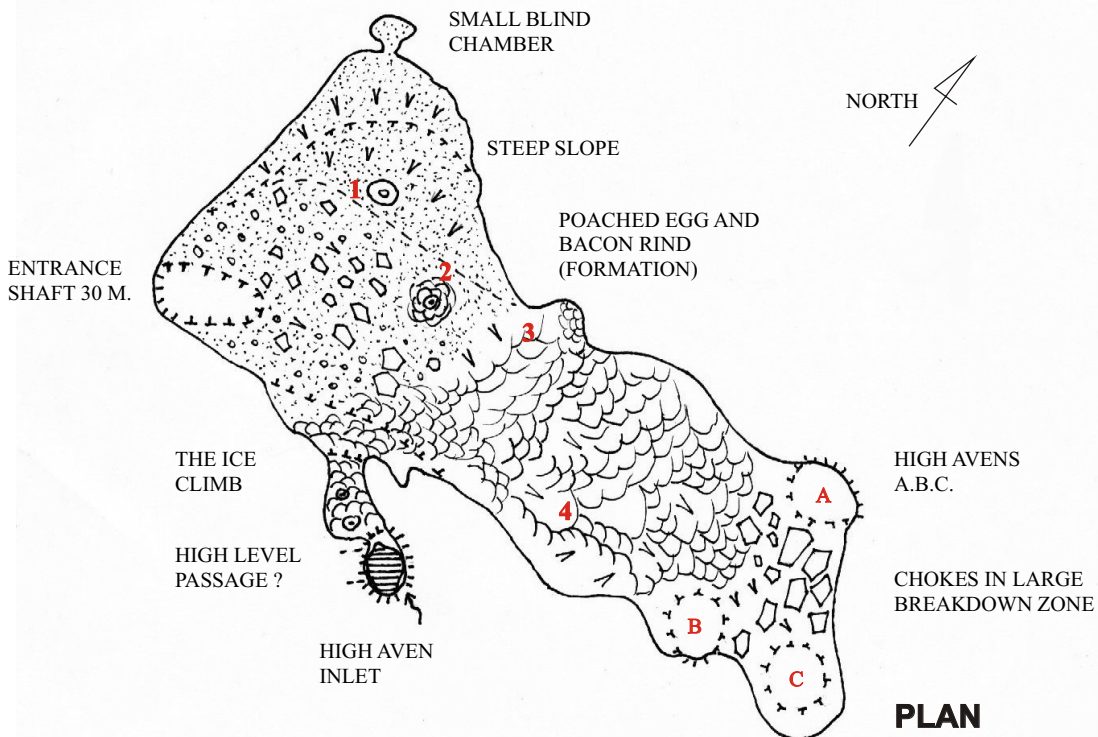 SMALL BLIND
CHAMBER
NORTH
STEEP SLOPE
1
POACHED EGG AND
BACON RIND
(FORMATION)
ENTRANCE
SHAFT 30 M.
2
3
THE ICE
CLIMB
HIGH AVENS
A.B.C.
A
4
HIGH LEVEL
PASSAGE ?
CHOKES IN LARGE
BREAKDOWN ZONE
B
HIGH AVEN
INLET
C
PLAN